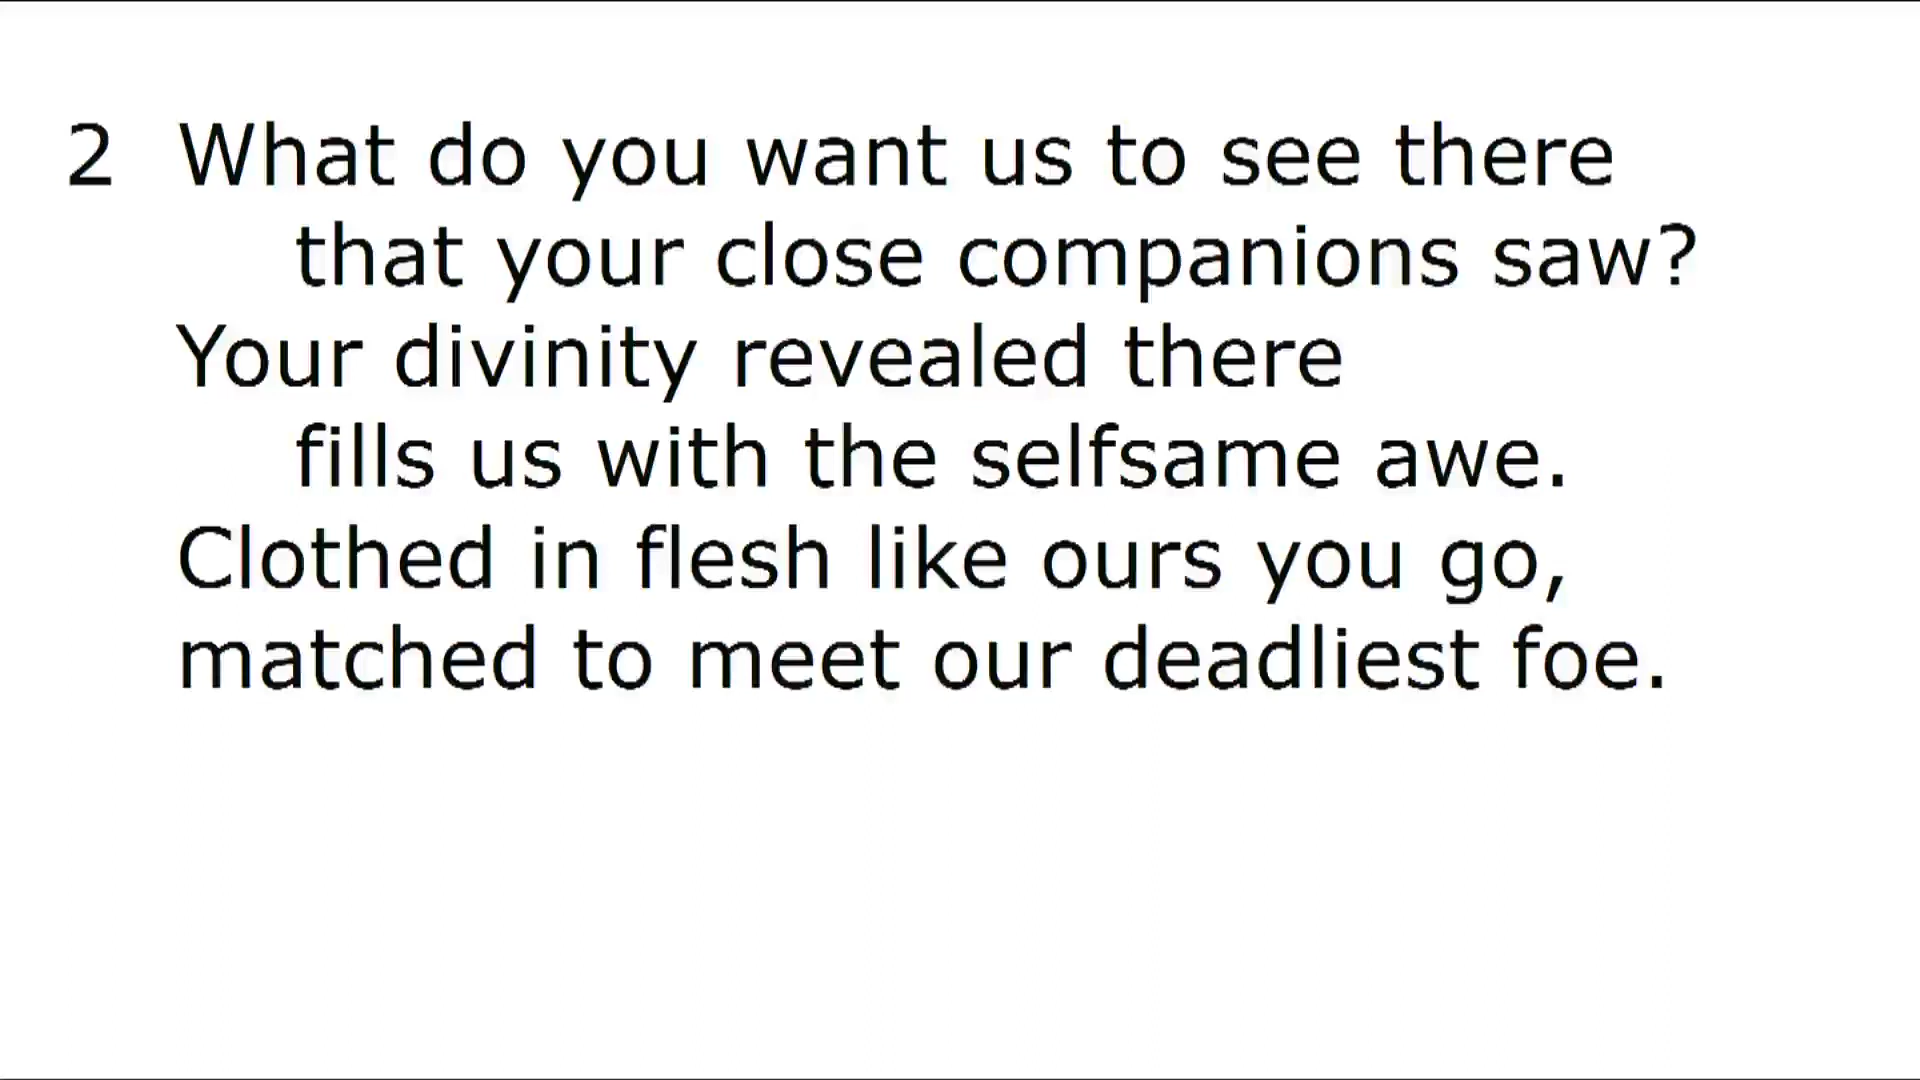 2 What do you want us to see there
that your close companions saw?
Your divinity revealed there
fills us with the selfsame awe.
Clothed in flesh like ours you go,
matched to meet our deadliest foe.